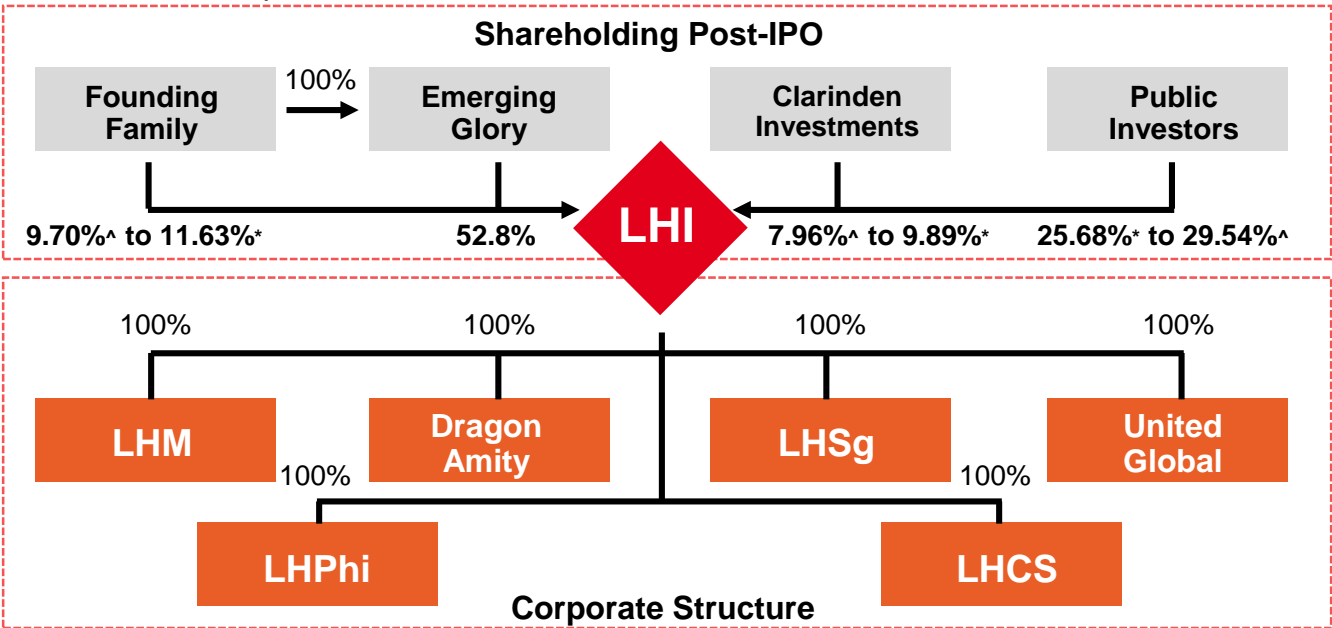 Shareholding Post-IPO
100%
Founding
Family
Emerging
Glory
Clarinden
Investments
Public
Investors
LHI
9.70%^ to 11.63%*
52.8%
7.96%^ to 9.89%*
25.68%* to 29.54%^
100%
100%
100%
100%
LHM
Dragon
Amity
LHSg
United
Global
100%
100%
LHPhi
LHCS
Corporate Structure